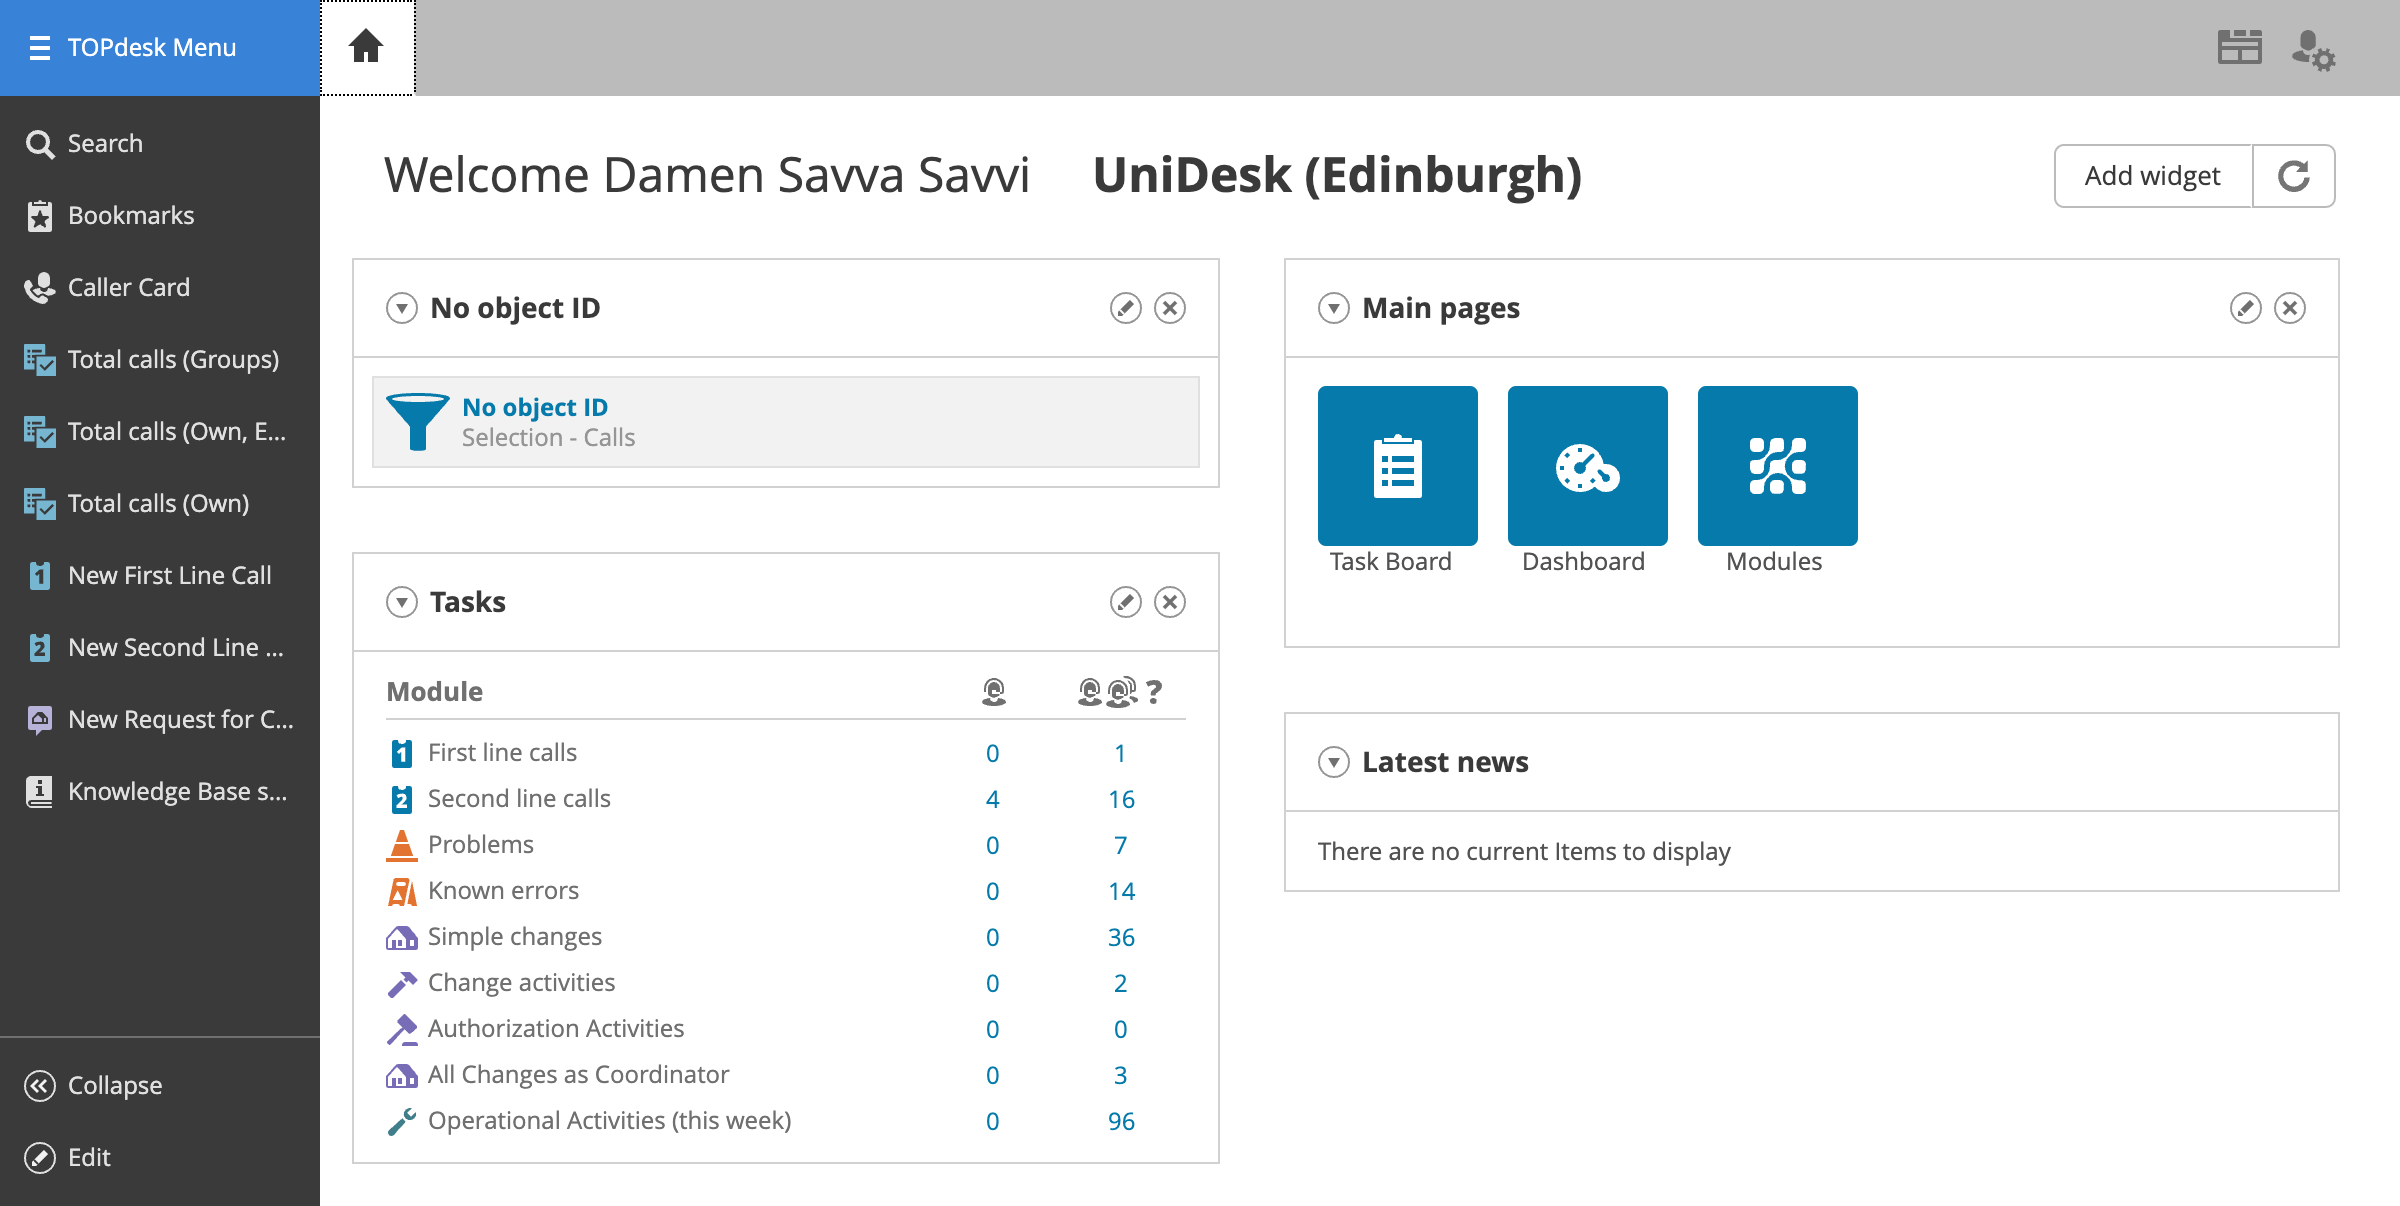 TOPdesk Menu
Search
Bookmarks
Caller Card
Total calls (Groups)
Total calls (Own, E...
Total calls (Own)
1 New First Line Call
2 New Second Line ...
New Request for C...
Knowledge Base s...
Collapse
Edit
Welcome Damen Savva Savvi UniDesk (Edinburgh)
Add widget
No object ID
No object ID
Selection - Calls
Tasks
Module ?
1 First line calls 0 1
2 Second line calls 4 16
Problems 0 7
Known errors 0 14
Simple changes 0 36
Change activities 0 2
Authorization Activities 0 0
All Changes as Coordinator 0 3
Operational Activities (this week) 0 96
Main pages
Task Board
Dashboard
Modules
Latest news
There are no current Items to display